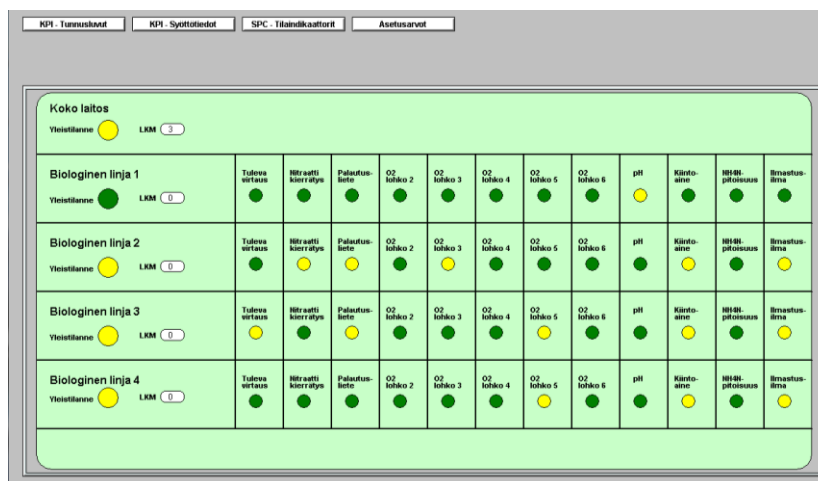 KPI - Tunnusluvut KPI - Syöttötiedot SPC - Tilaindikaattorit Asetusarvot
Koko laitos
Yleistilanne LKM 3
Biologinen linja 1
Yleistilanne LKM 0
Tuleva virtaus Nitraatti kierrätys Palautus-liete O2 lohko 2 O2 lohko 3 O2 lohko 4 O2 lohko 5 O2 lohko 6 pH Kiinto-aine NH4N-pitoisuus Ilmastus-ilma
Biologinen linja 2
Yleistilanne LKM 0
Tuleva virtaus Nitraatti kierrätys Palautus-liete O2 lohko 2 O2 lohko 3 O2 lohko 4 O2 lohko 5 O2 lohko 6 pH Kiinto-aine NH4N-pitoisuus Ilmastus-ilma
Biologinen linja 3
Yleistilanne LKM 0
Tuleva virtaus Nitraatti kierrätys Palautus-liete O2 lohko 2 O2 lohko 3 O2 lohko 4 O2 lohko 5 O2 lohko 6 pH Kiinto-aine NH4N-pitoisuus Ilmastus-ilma
Biologinen linja 4
Yleistilanne LKM 0
Tuleva virtaus Nitraatti kierrätys Palautus-liete O2 lohko 2 O2 lohko 3 O2 lohko 4 O2 lohko 5 O2 lohko 6 pH Kiinto-aine NH4N-pitoisuus Ilmastus-ilma